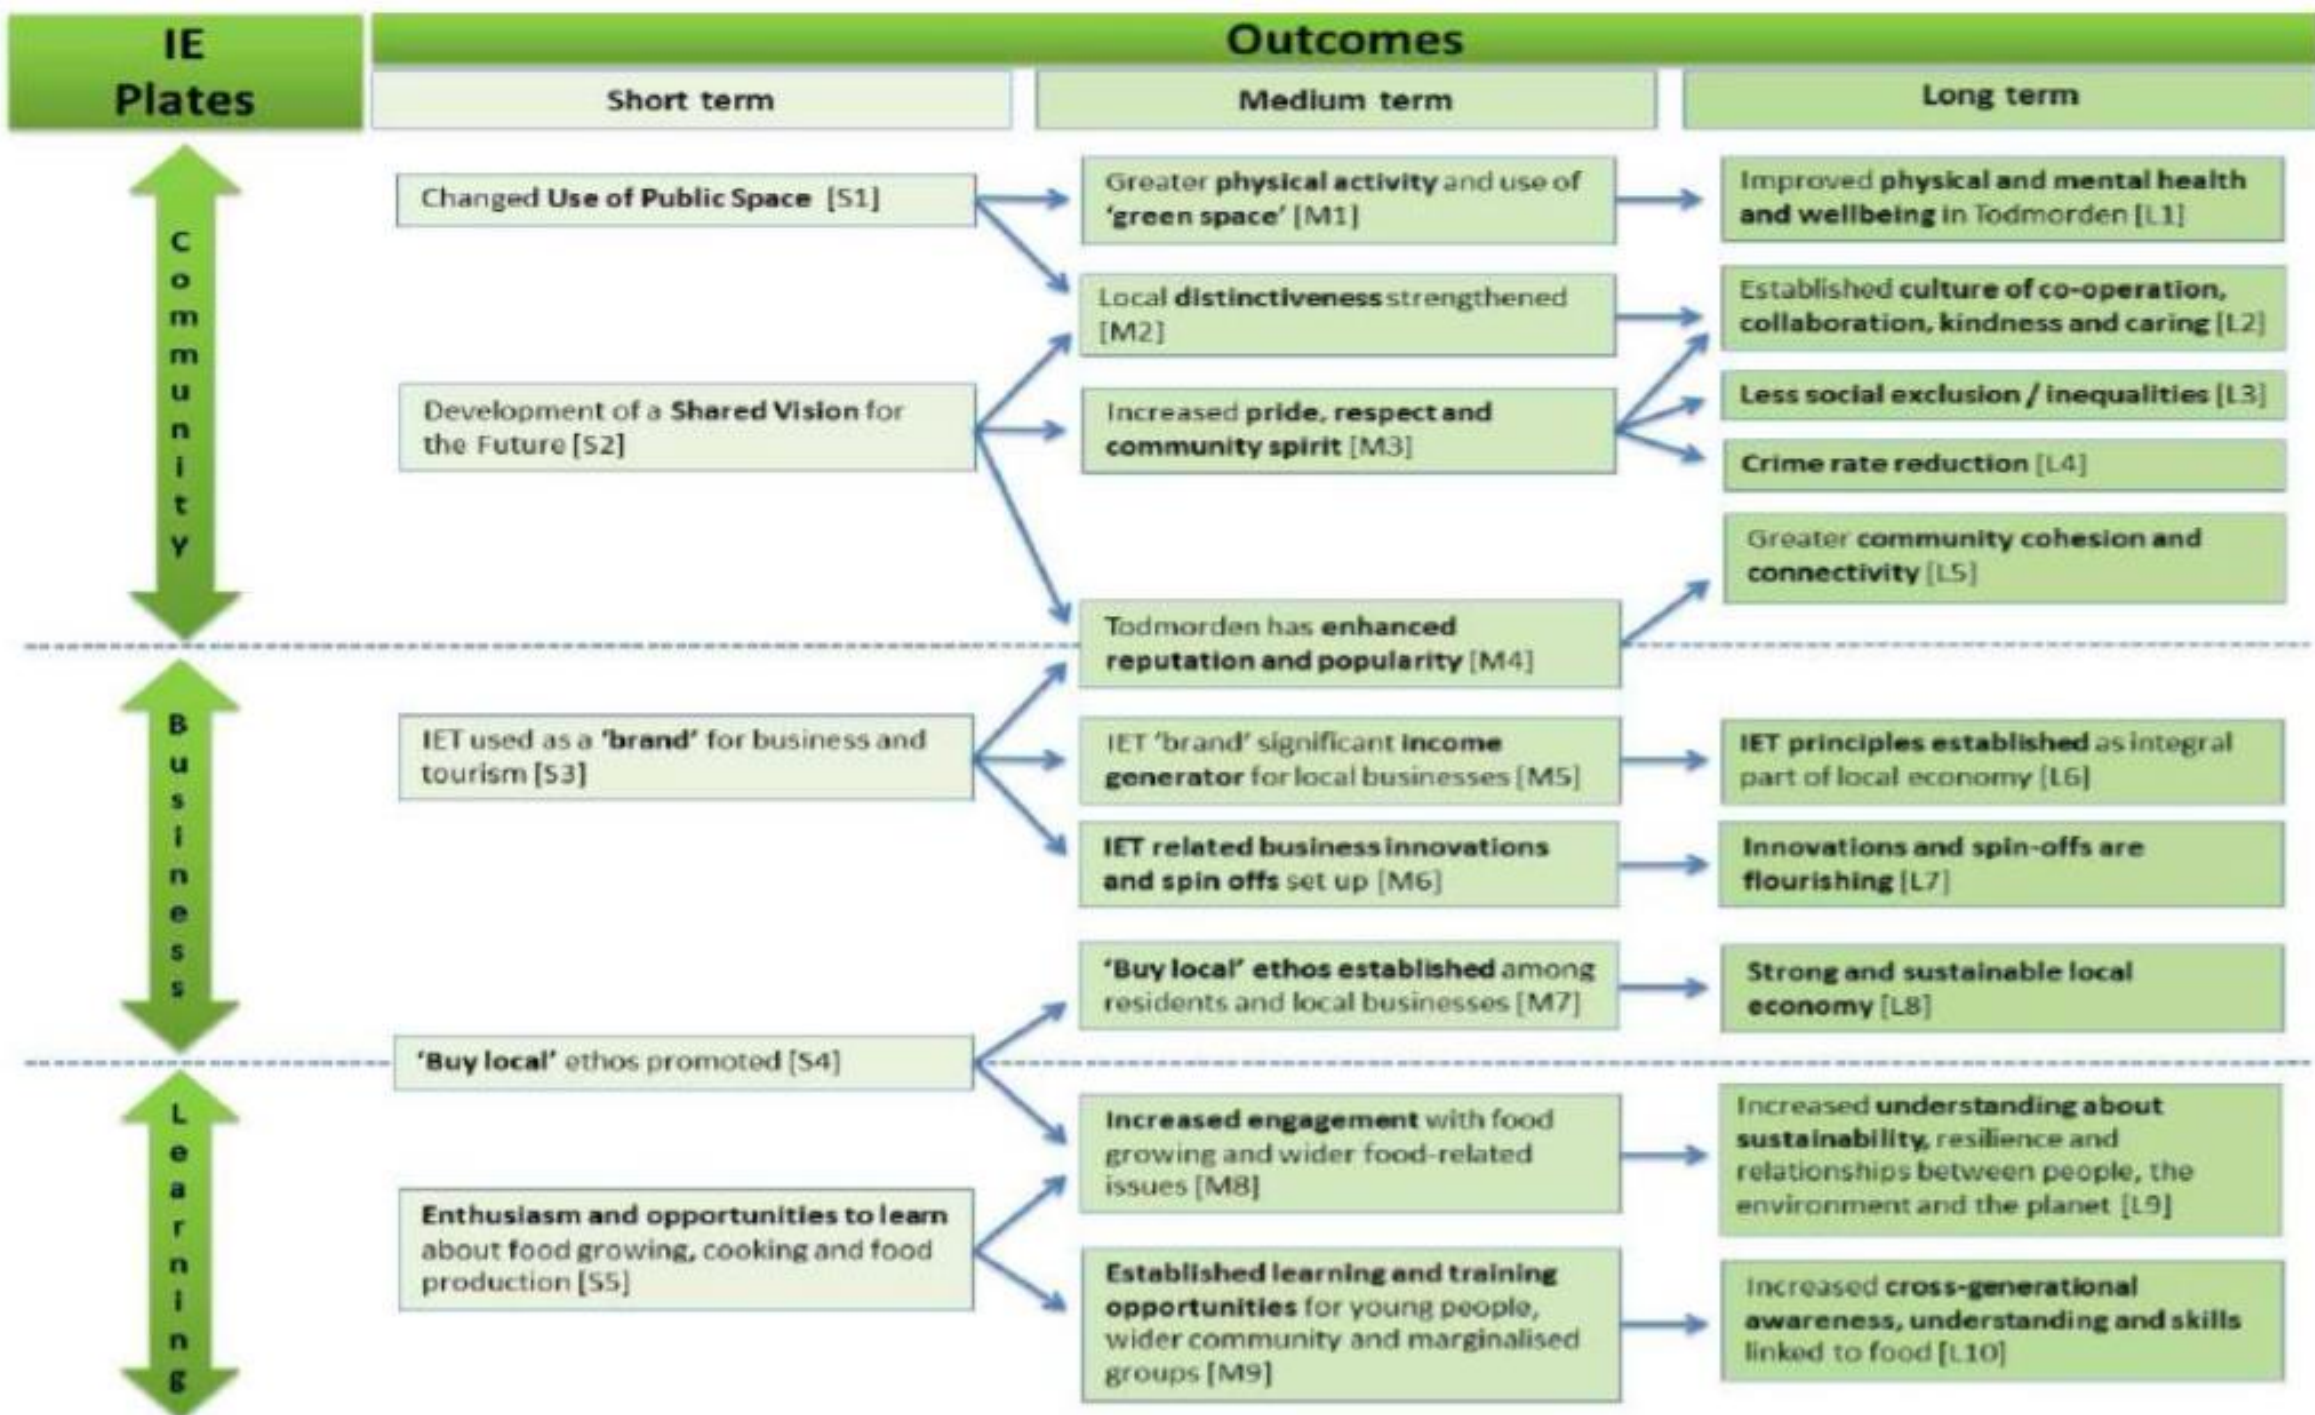 IE
Plates
Outcomes
Short term
Medium term
Long term
Community
Changed Use of Public Space [S1]
Greater physical activity and use of
‘green space’ [M1]
Improved physical and mental health
and wellbeing in Todmorden [L1]
Local distinctiveness strengthened
[M2]
Established culture of co-operation,
collaboration, kindness and caring [L2]
Development of a Shared Vision for
the Future [S2]
Increased pride, respect and
community spirit [M3]
Less social exclusion / inequalities [L3]
Crime rate reduction [L4]
Greater community cohesion and
connectivity [L5]
Todmorden has enhanced
reputation and popularity [M4]
Business
IET used as a ‘brand’ for business and
tourism [S3]
IET ‘brand’ significant income
generator for local businesses [M5]
IET principles established as integral
part of local economy [L6]
IET related business innovations
and spin offs set up [M6]
Innovations and spin-offs are
flourishing [L7]
‘Buy local’ ethos established among
residents and local businesses [M7]
Strong and sustainable local
economy [L8]
‘Buy local’ ethos promoted [S4]
Learning
Increased engagement with food
growing and wider food-related
issues [M8]
Increased understanding about
sustainability, resilience and
relationships between people, the
environment and the planet [L9]
Enthusiasm and opportunities to learn
about food growing, cooking and food
production [S5]
Established learning and training
opportunities for young people,
wider community and marginalised
groups [M9]
Increased cross-generational
awareness, understanding and skills
linked to food [L10]